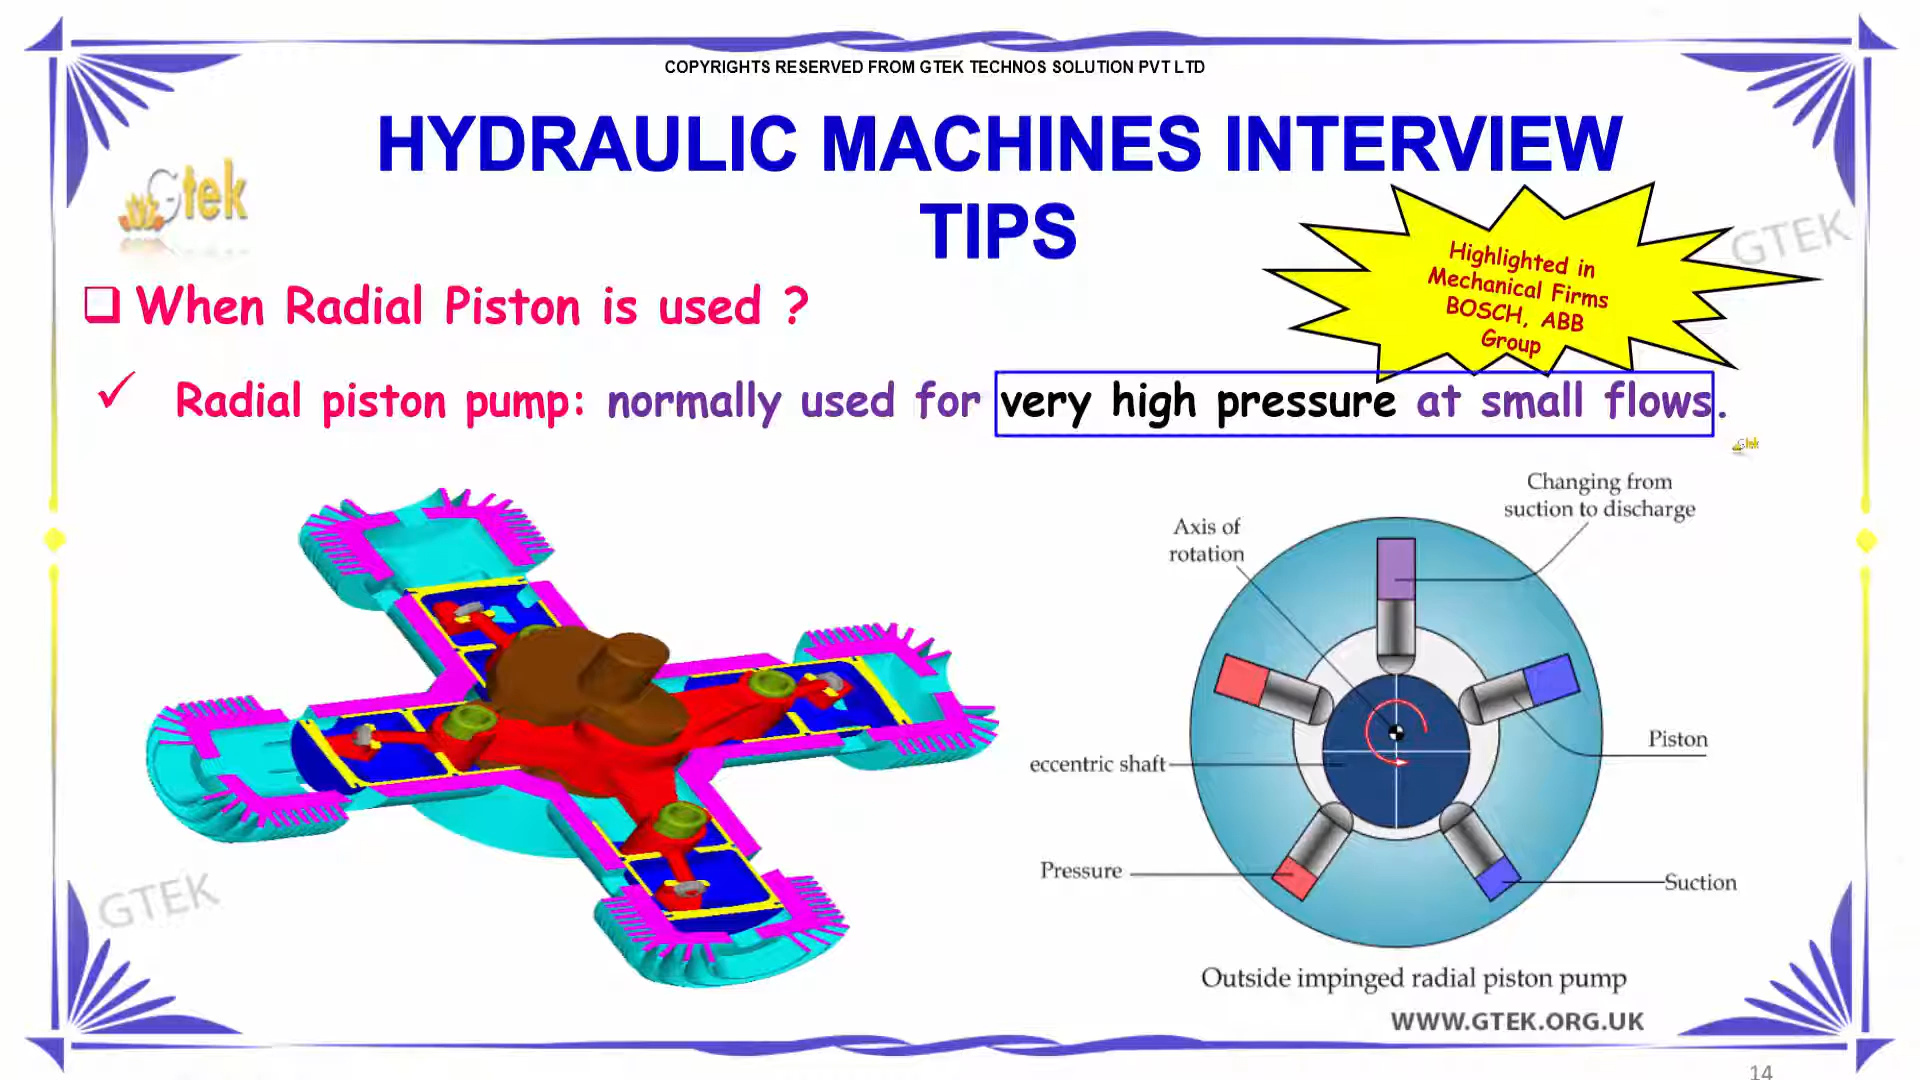 COPYRIGHTS RESERVED FROM GTEK TECHNOS SOLUTION PVT LTD
HYDRAULIC MACHINES INTERVIEW
TIPS
Gtek
GTEK
Highlighted in
Mechanical Firms
BOSCH, ABB
Group
When Radial Piston is used ?
Radial piston pump: normally used for very high pressure at small flows.
Gtek
Changing from
suction to discharge
Axis of
rotation
Piston
eccentric shaft
Pressure
Suction
GTEK
Outside impinged radial piston pump
WWW.GTEK.ORG.UK
14